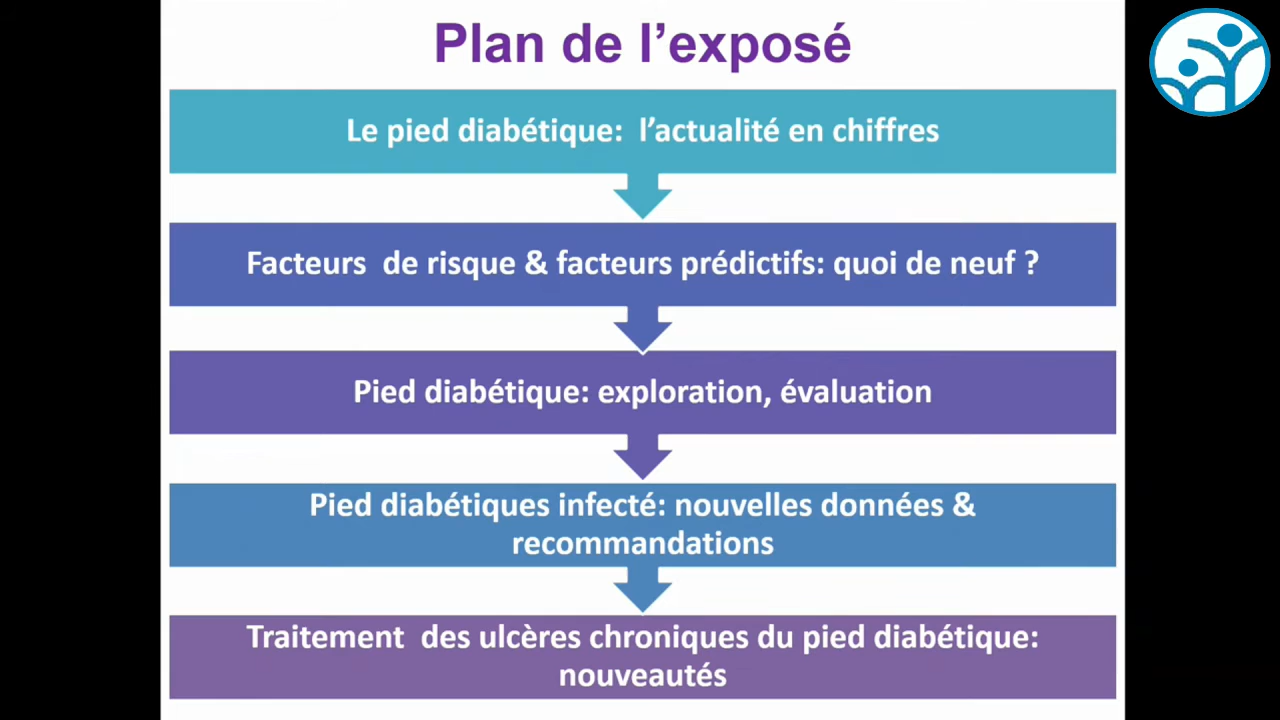 Plan de l’exposé
Le pied diabétique: l’actualité en chiffres
Facteurs de risque & facteurs prédictifs: quoi de neuf ?
Pied diabétique: exploration, évaluation
Pied diabétiques infecté: nouvelles données &
recommandations
Traitement des ulcères chroniques du pied diabétique:
nouveautés